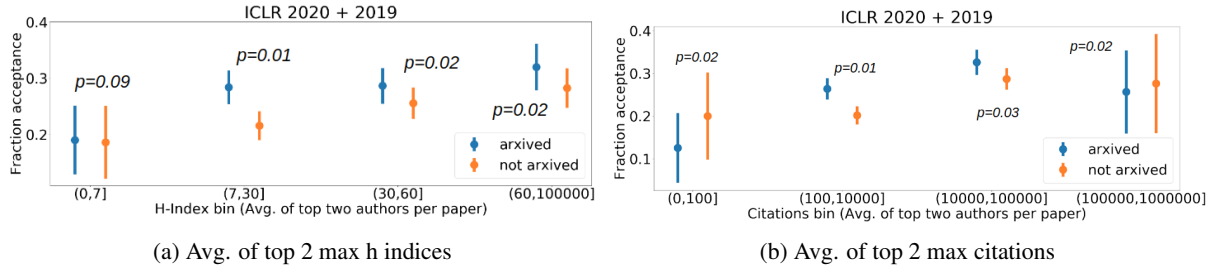 ICLR 2020 + 2019
0.4
0.3
0.2
Fraction acceptance
p=0.09
p=0.01
p=0.02
p=0.02
arxived
not arxived
(0,7]
(7,30]
(30,60]
(60,100000]
H-Index bin (Avg. of top two authors per paper)
(a) Avg. of top 2 max h indices
ICLR 2020 + 2019
0.4
0.3
0.2
0.1
Fraction acceptance
p=0.02
p=0.01
p=0.03
p=0.02
arxived
not arxived
(0,100]
(100,10000]
(10000,100000]
(100000,1000000]
Citations bin (Avg. of top two authors per paper)
(b) Avg. of top 2 max citations